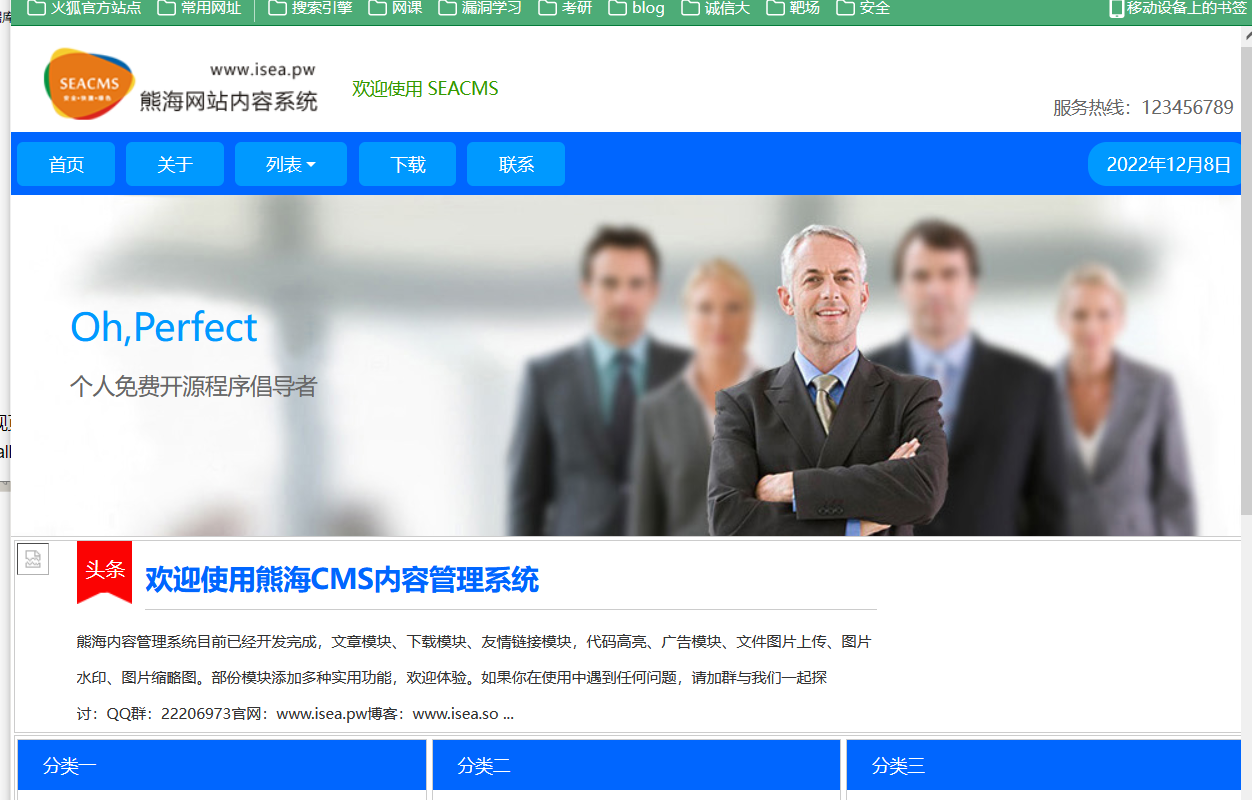 火狐官方站点 常用网址 搜索引擎 网课 漏洞学习 考研 blog 诚信大 靶场 安全 移动设备上的书签
www.isea.pw
SEACMS
熊海网站内容系统
欢迎使用 SEACMS
服务热线：123456789
首页 关于 列表 下载 联系 2022年12月8日
Oh,Perfect
个人免费开源程序倡导者
头条
欢迎使用熊海CMS内容管理系统
熊海内容管理系统目前已经开发完成，文章模块、下载模块、友情链接模块，代码高亮、广告模块、文件图片上传、图片
水印、图片缩略图。部份模块添加多种实用功能，欢迎体验。如果你在使用中遇到任何问题，请加群与我们一起探
讨：QQ群：22206973官网：www.isea.pw博客：www.isea.so ...
分类一 分类二 分类三